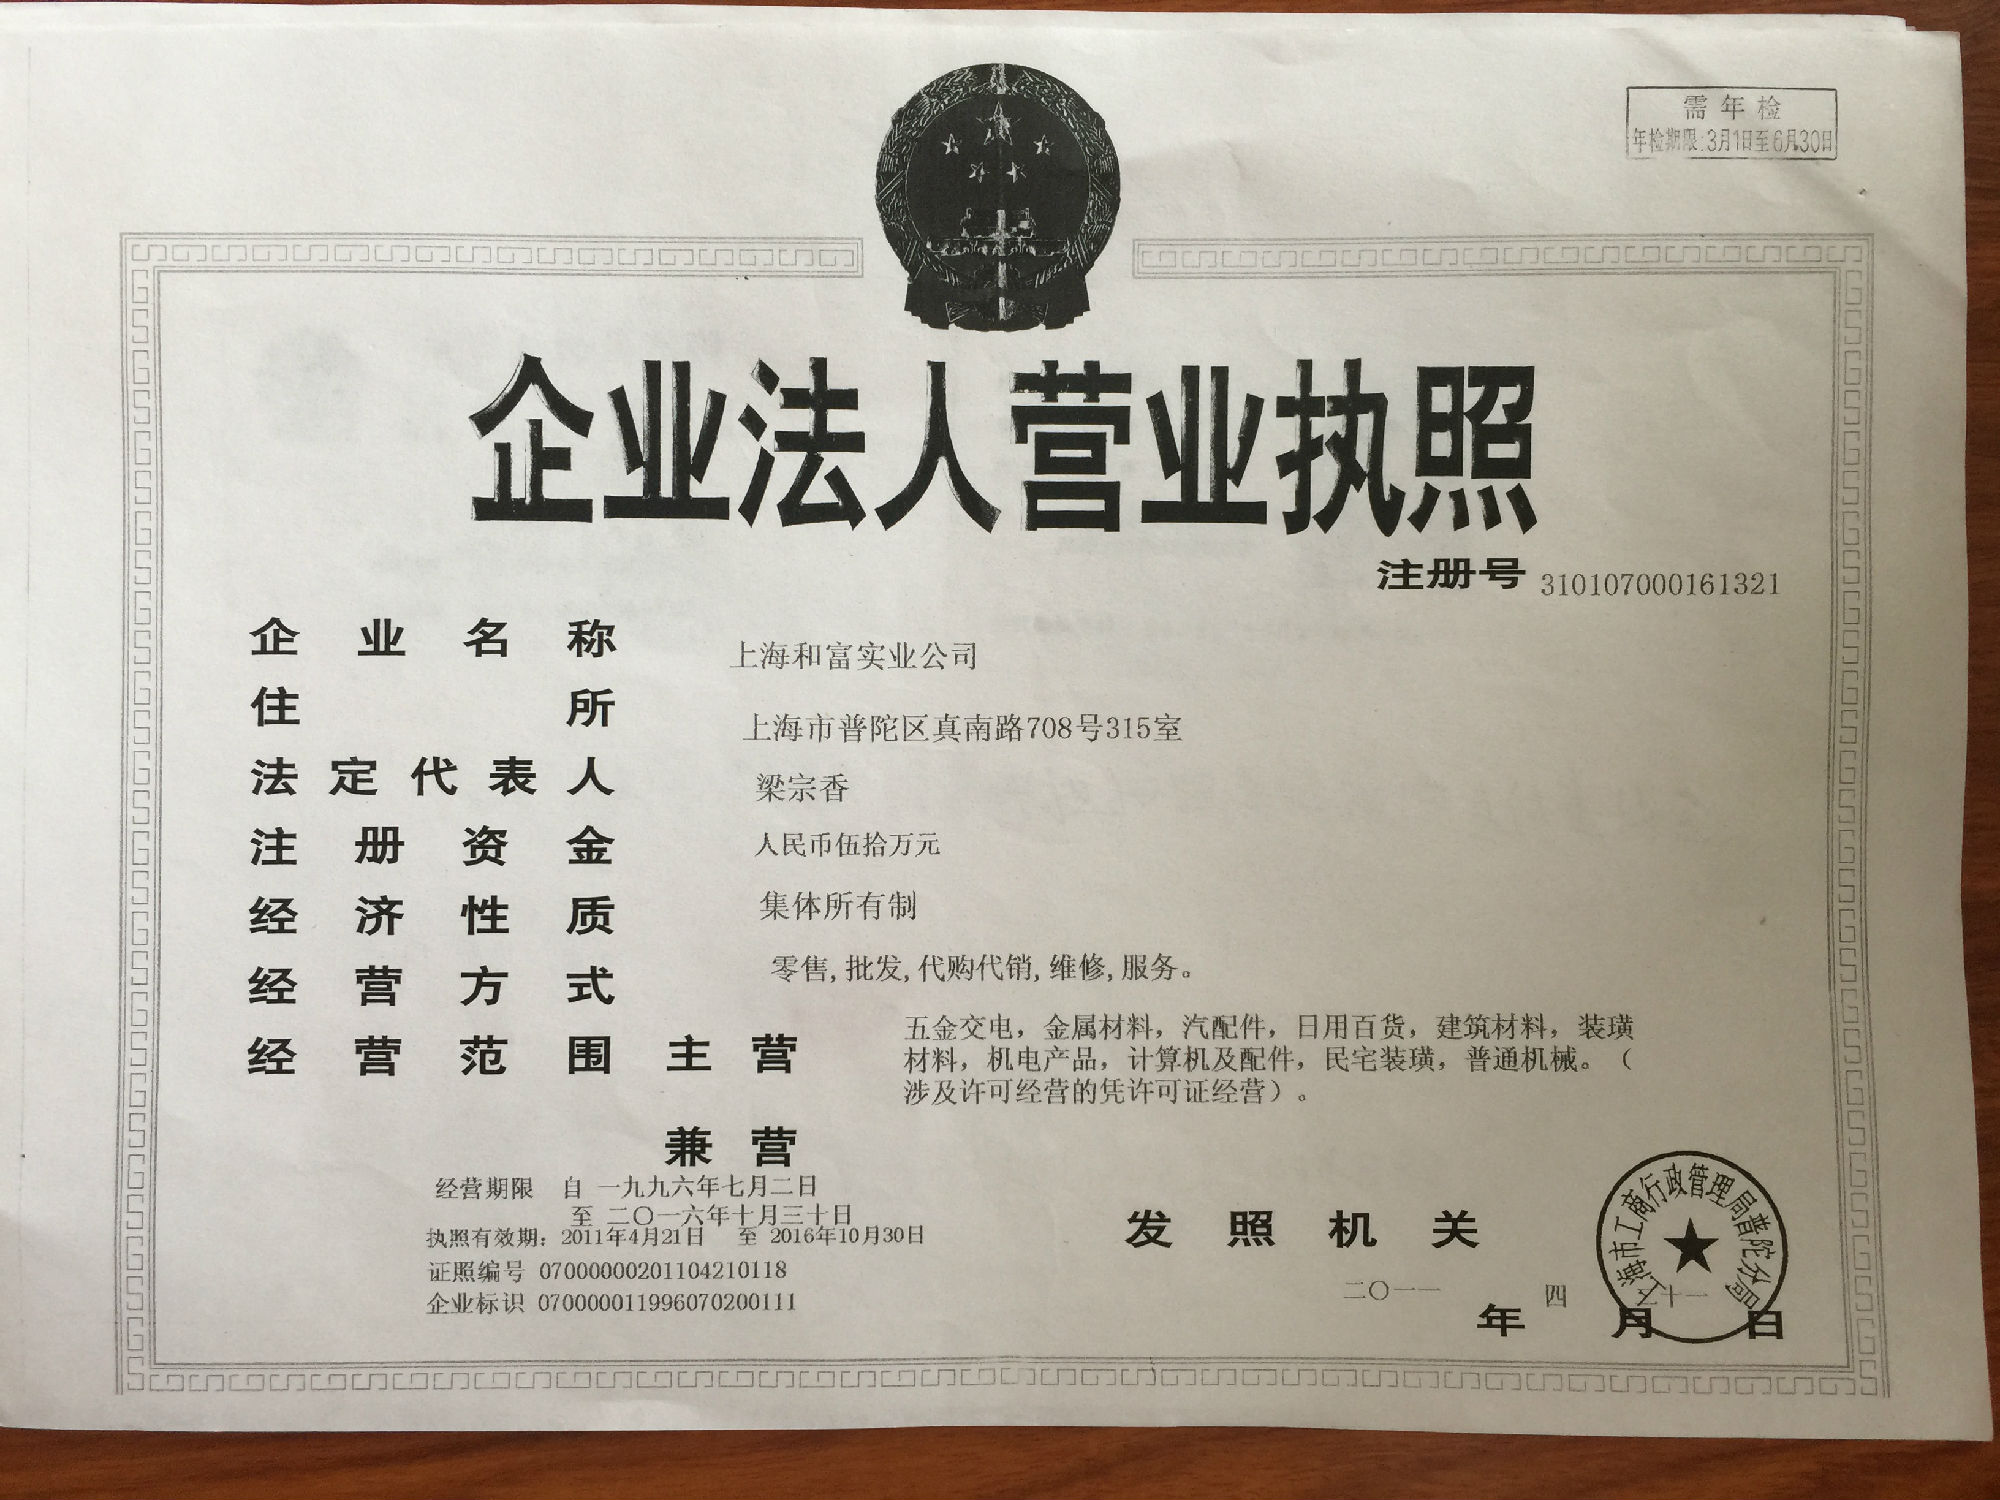 需年检
年检期限:3月1日至6月30日
企业法人营业执照
注册号 310107000161321
企业名称 上海和富实业公司
住所 上海市普陀区真南路708号315室
法定代表人 梁宗香
注册资金 人民币伍拾万元
经济性质 集体所有制
经营方式 零售,批发,代购代销,维修,服务。
经营范围 主营 五金交电，金属材料，汽配件，日用百货，建筑材料，装璜
材料，机电产品，计算机及配件，民宅装璜，普通机械。（
涉及许可经营的凭许可证经营）。
兼营
经营期限 自 一九九六年七月二日
至 二〇一六年十月三十日
执照有效期：2011年4月21日 至 2016年10月30日
证照编号 07000000201104210118
企业标识 070000011996070200111
发照机关
上海市工商行政管理局普陀分局
二〇一一年 四月 二十一日